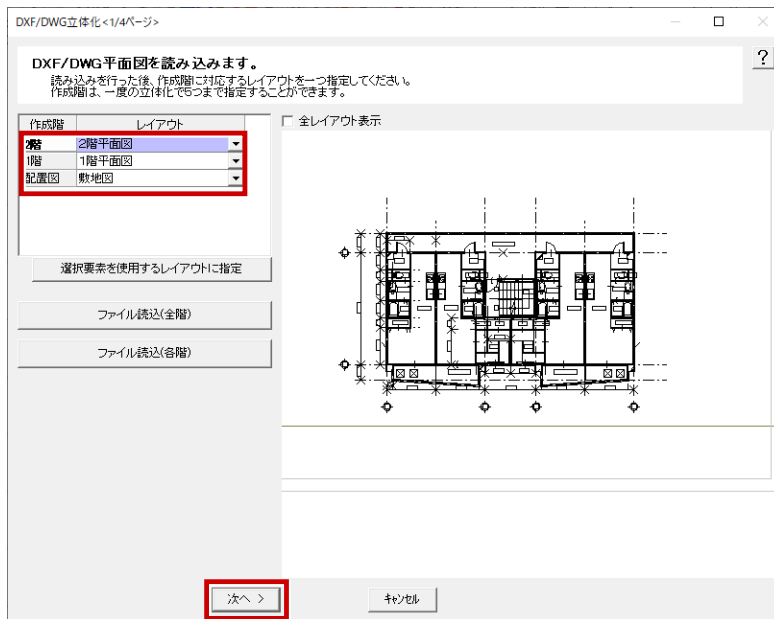 DXF/DWG立体化<1/4ページ>
DXF/DWG平面図を読み込みます。
読み込みを行った後、作成階に対応するレイアウトを一つ指定してください。
作成階は、一度の立体化で5つまで指定することができます。
?
作成階 レイアウト
2階 2階平面図
1階 1階平面図
配置図 敷地図
全レイアウト表示
選択要素を使用するレイアウトに指定
ファイル読込(全階)
ファイル読込(各階)
次へ >
キャンセル